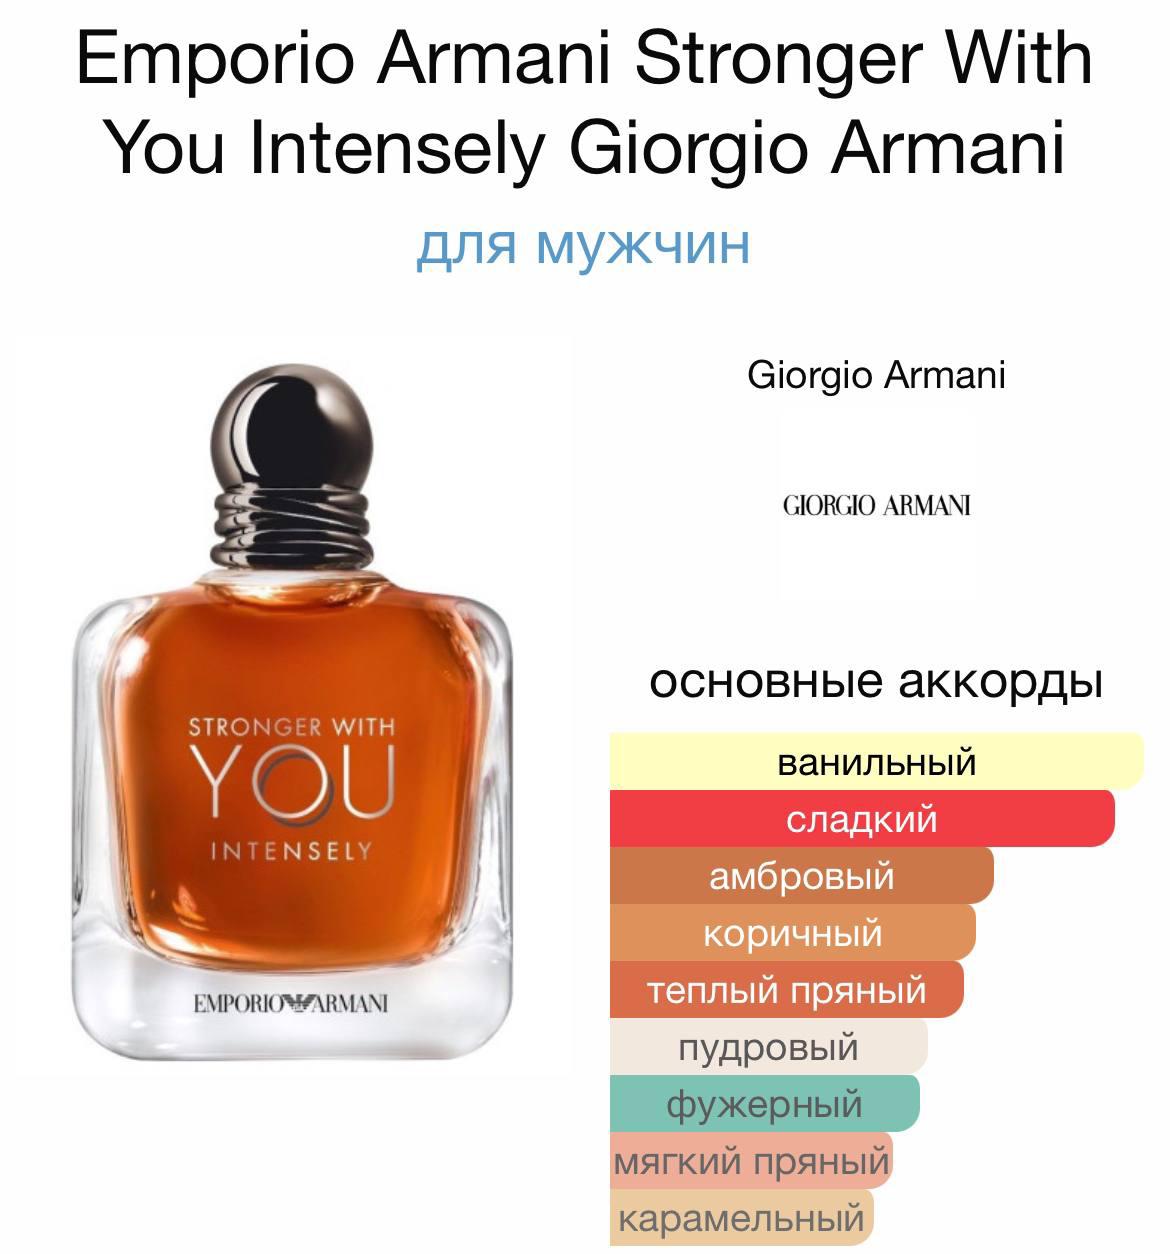 Emporio Armani Stronger With
You Intensely Giorgio Armani
для мужчин
Giorgio Armani
GIORGIO ARMANI
STRONGER WITH
YOU
INTENSELY
EMPORIO ARMANI
основные аккорды
ванильный
сладкий
амбровый
коричный
теплый пряный
пудровый
фужерный
мягкий пряный
карамельный